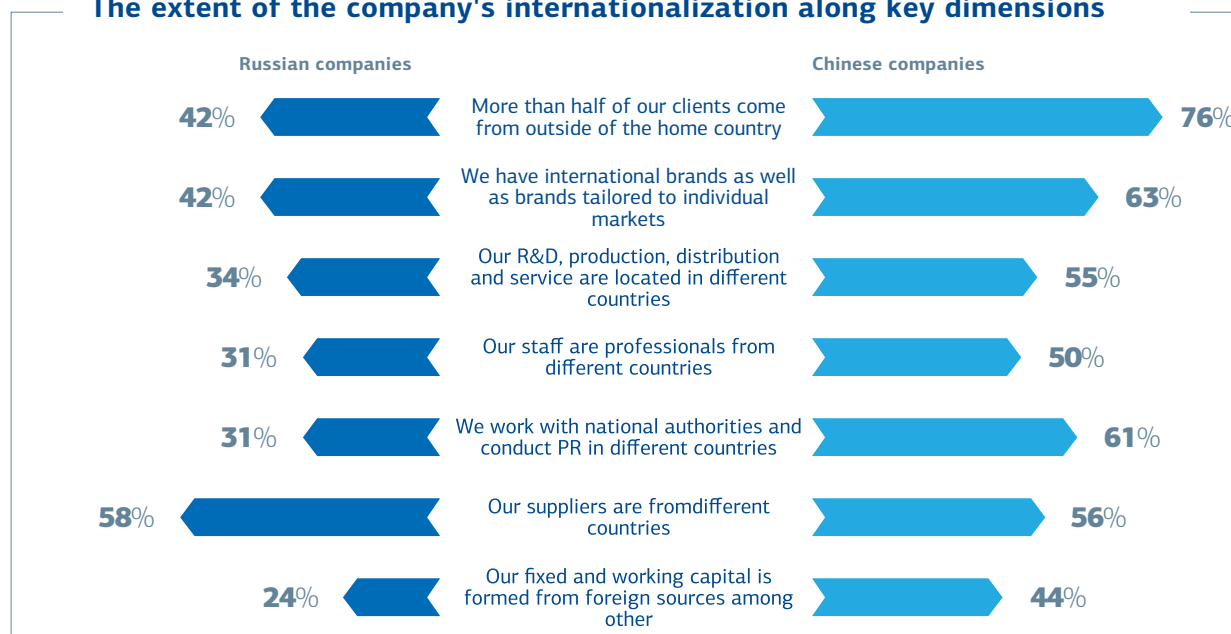 The extent of the company's internationalization along key dimensions
Russian companies
Chinese companies
42%
More than half of our clients come
from outside of the home country
76%
42%
We have international brands as well
as brands tailored to individual
markets
63%
34%
Our R&D, production, distribution
and service are located in different
countries
55%
31%
Our staff are professionals from
different countries
50%
31%
We work with national authorities and
conduct PR in different countries
61%
58%
Our suppliers are fromdifferent
countries
56%
24%
Our fixed and working capital is
formed from foreign sources among
other
44%